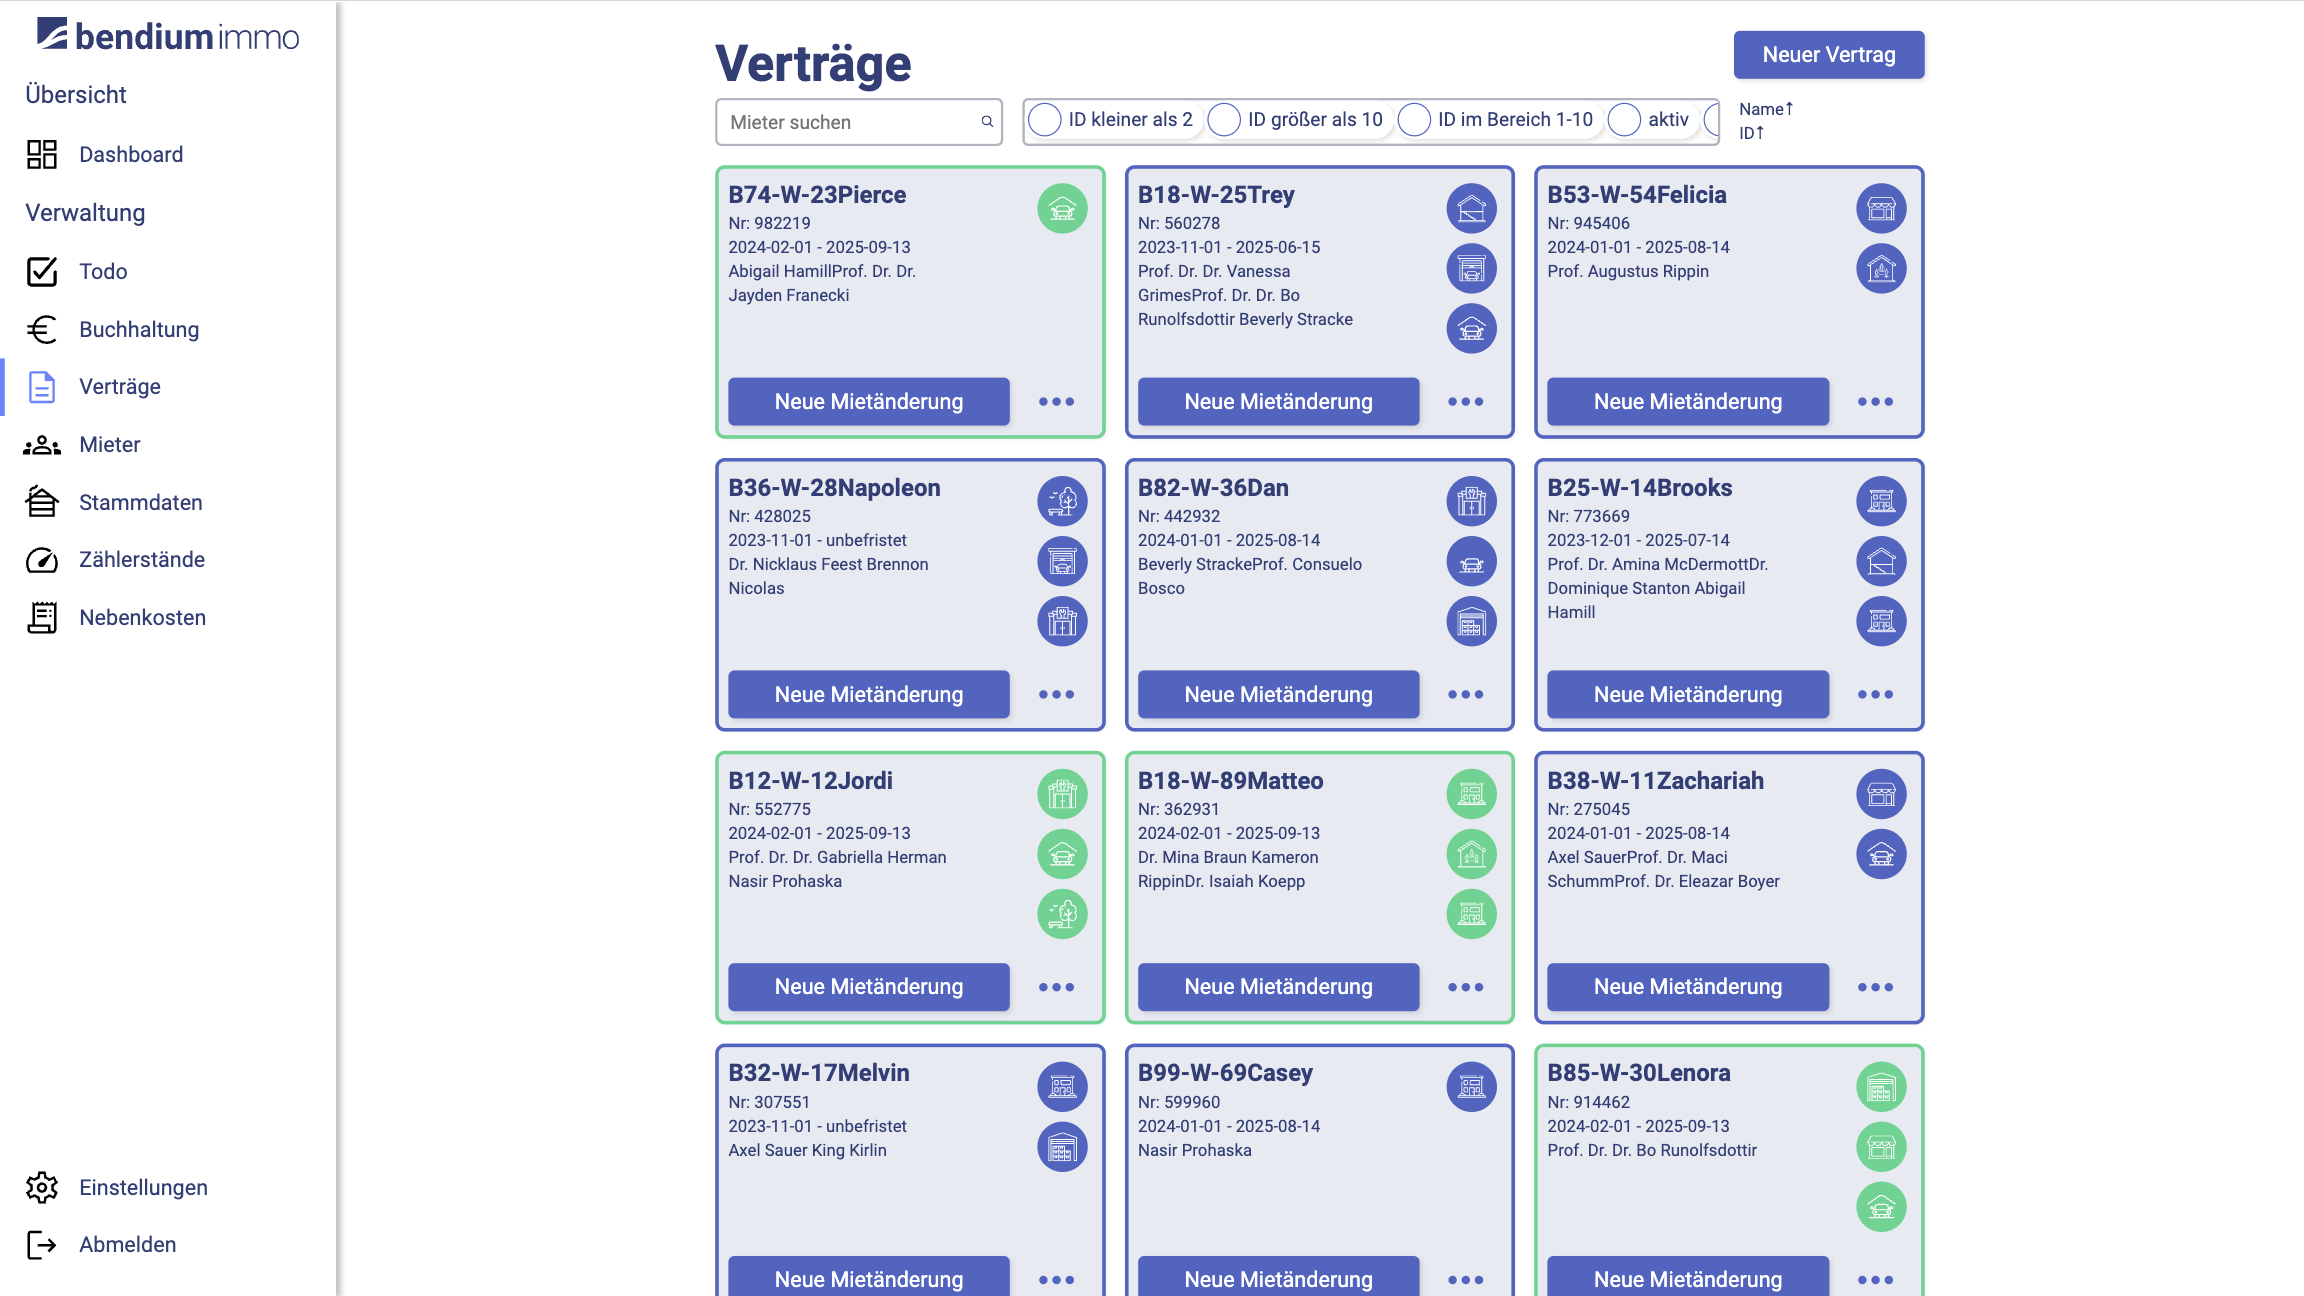 bendium immo
Übersicht
Dashboard
Verwaltung
Todo
Buchhaltung
Verträge
Mieter
Stammdaten
Zählerstände
Nebenkosten
Einstellungen
Abmelden
Verträge
Neuer Vertrag
Mieter suchen
ID kleiner als 2
ID größer als 10
ID im Bereich 1-10
aktiv
Name↑
ID↑
B74-W-23Pierce
Nr: 982219
2024-02-01 - 2025-09-13
Abigail HamillProf. Dr. Dr.
Jayden Franecki
Neue Mietänderung
B18-W-25Trey
Nr: 560278
2023-11-01 - 2025-06-15
Prof. Dr. Dr. Vanessa
GrimesProf. Dr. Dr. Bo
Runolfsdottir Beverly Stracke
Neue Mietänderung
B53-W-54Felicia
Nr: 945406
2024-01-01 - 2025-08-14
Prof. Augustus Rippin
Neue Mietänderung
B36-W-28Napoleon
Nr: 428025
2023-11-01 - unbefristet
Dr. Nicklaus Feest Brennon
Nicolas
Neue Mietänderung
B82-W-36Dan
Nr: 442932
2024-01-01 - 2025-08-14
Beverly StrackeProf. Consuelo
Bosco
Neue Mietänderung
B25-W-14Brooks
Nr: 773669
2023-12-01 - 2025-07-14
Prof. Dr. Amina McDermottDr.
Dominique Stanton Abigail
Hamill
Neue Mietänderung
B12-W-12Jordi
Nr: 552775
2024-02-01 - 2025-09-13
Prof. Dr. Dr. Gabriella Herman
Nasir Prohaska
Neue Mietänderung
B18-W-89Matteo
Nr: 362931
2024-02-01 - 2025-09-13
Dr. Mina Braun Kameron
RippinDr. Isaiah Koepp
Neue Mietänderung
B38-W-11Zachariah
Nr: 275045
2024-01-01 - 2025-08-14
Axel SauerProf. Dr. Maci
SchummProf. Dr. Eleazar Boyer
Neue Mietänderung
B32-W-17Melvin
Nr: 307551
2023-11-01 - unbefristet
Axel Sauer King Kirlin
Neue Mietänderung
B99-W-69Casey
Nr: 599960
2024-01-01 - 2025-08-14
Nasir Prohaska
Neue Mietänderung
B85-W-30Lenora
Nr: 914462
2024-02-01 - 2025-09-13
Prof. Dr. Dr. Bo Runolfsdottir
Neue Mietänderung